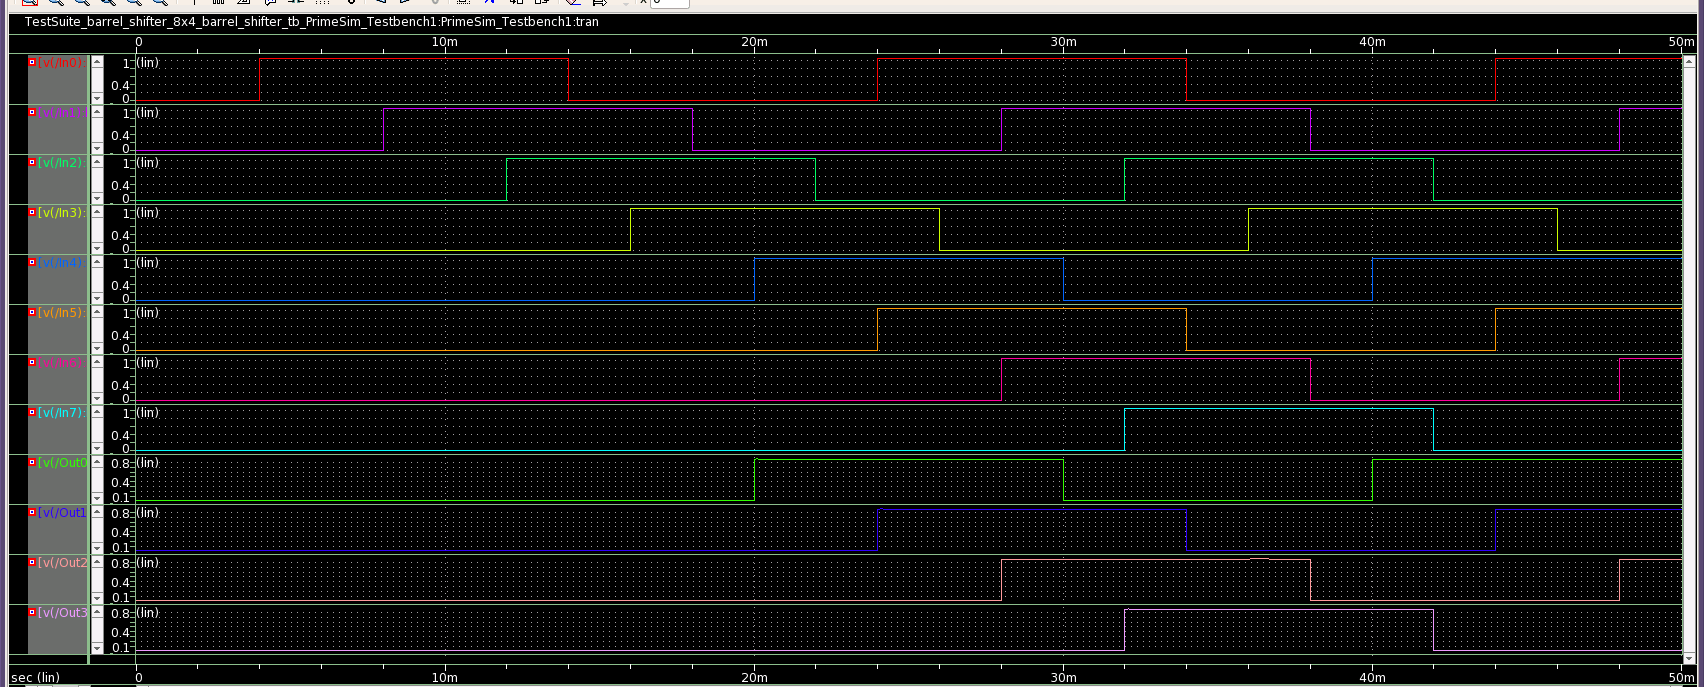 TestSuite_barrel_shifter_8x4_barrel_shifter_tb_PrimeSim_Testbench1:PrimeSim_Testbench1:tran
0 10m 20m 30m 40m 50m
[v(/In0): 1 (lin)
0.4
0
[v(/In1): 1 (lin)
0.4
0
[v(/In2): 1 (lin)
0.4
0
[v(/In3): 1 (lin)
0.4
0
[v(/In4): 1 (lin)
0.4
0
[v(/In5): 1 (lin)
0.4
0
[v(/In6): 1 (lin)
0.4
0
[v(/In7): 1 (lin)
0.4
0
[v(/Out0 0.8 (lin)
0.4
0.1
[v(/Out1 0.8 (lin)
0.4
0.1
[v(/Out2 0.8 (lin)
0.4
0.1
[v(/Out3 0.8 (lin)
0.4
0.1
sec (lin) 0 10m 20m 30m 40m 50m